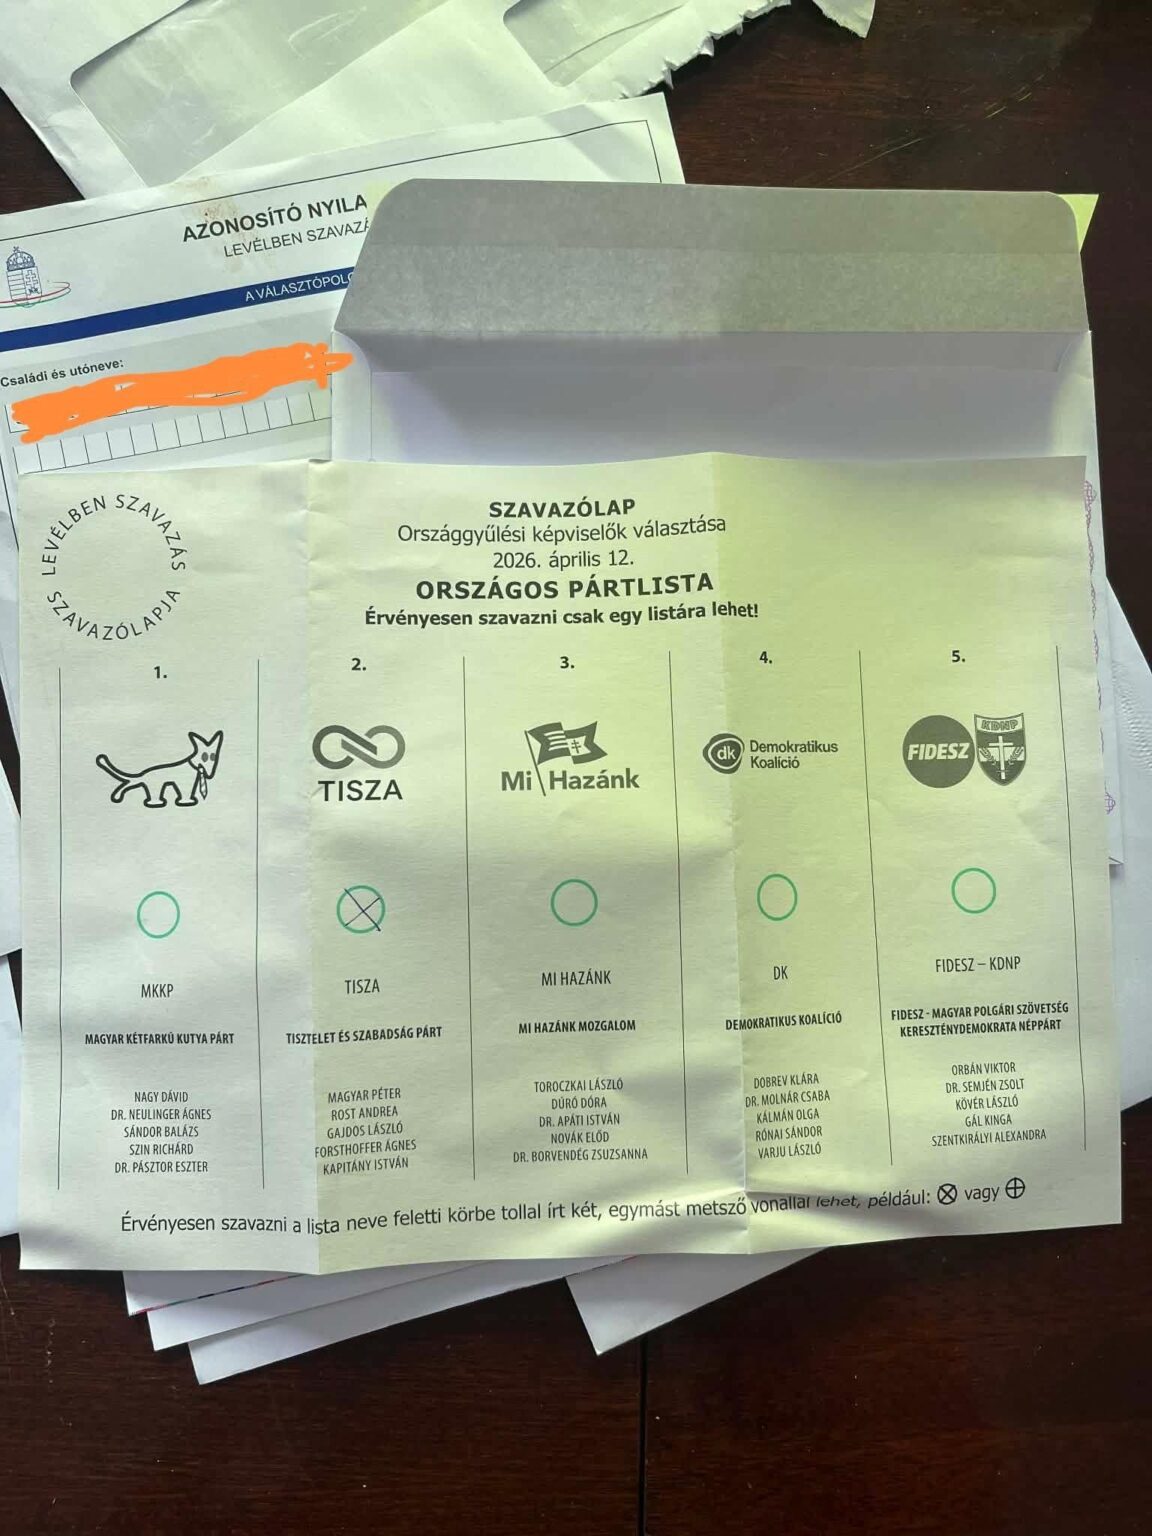 AZONOSÍTÓ NYILA
LEVÉLBEN SZAVAZÁ
A VÁLASZTÓPOL
Családi és utóneve:
LEVÉLBEN SZAVAZÁS
SZAVAZÓLAPJA
SZAVAZÓLAP
Országgyűlési képviselők választása
2026. április 12.
ORSZÁGOS PÁRTLISTA
Érvényesen szavazni csak egy listára lehet!
1.
2.
3.
4.
5.
TISZA
Mi Hazánk
dk Demokratikus
Koalíció
FIDESZ
KDNP
MKKP
TISZA
MI HAZÁNK
DK
FIDESZ – KDNP
MAGYAR KÉTFARKÚ KUTYA PÁRT
TISZTELET ÉS SZABADSÁG PÁRT
MI HAZÁNK MOZGALOM
DEMOKRATIKUS KOALÍCIÓ
FIDESZ - MAGYAR POLGÁRI SZÖVETSÉG
KERESZTÉNYDEMOKRATA NÉPPÁRT
NAGY DÁVID
DR. NEULINGER ÁGNES
SÁNDOR BALÁZS
SZIN RICHÁRD
DR. PÁSZTOR ESZTER
MAGYAR PÉTER
ROST ANDREA
GAJDOS LÁSZLÓ
FORSTHOFFER ÁGNES
KAPITÁNY ISTVÁN
TOROCZKAI LÁSZLÓ
DÚRÓ DÓRA
DR. APÁTI ISTVÁN
NOVÁK ELŐD
DR. BORVENDÉG ZSUZSANNA
DOBREV KLÁRA
DR. MOLNÁR CSABA
KÁLMÁN OLGA
RÓNAI SÁNDOR
VARJU LÁSZLÓ
ORBÁN VIKTOR
DR. SEMJÉN ZSOLT
KÖVÉR LÁSZLÓ
GÁL KINGA
SZENTKIRÁLYI ALEXANDRA
Érvényesen szavazni a lista neve feletti körbe tollal írt két, egymást metsző vonallal lehet, például: ⊗ vagy ⊕